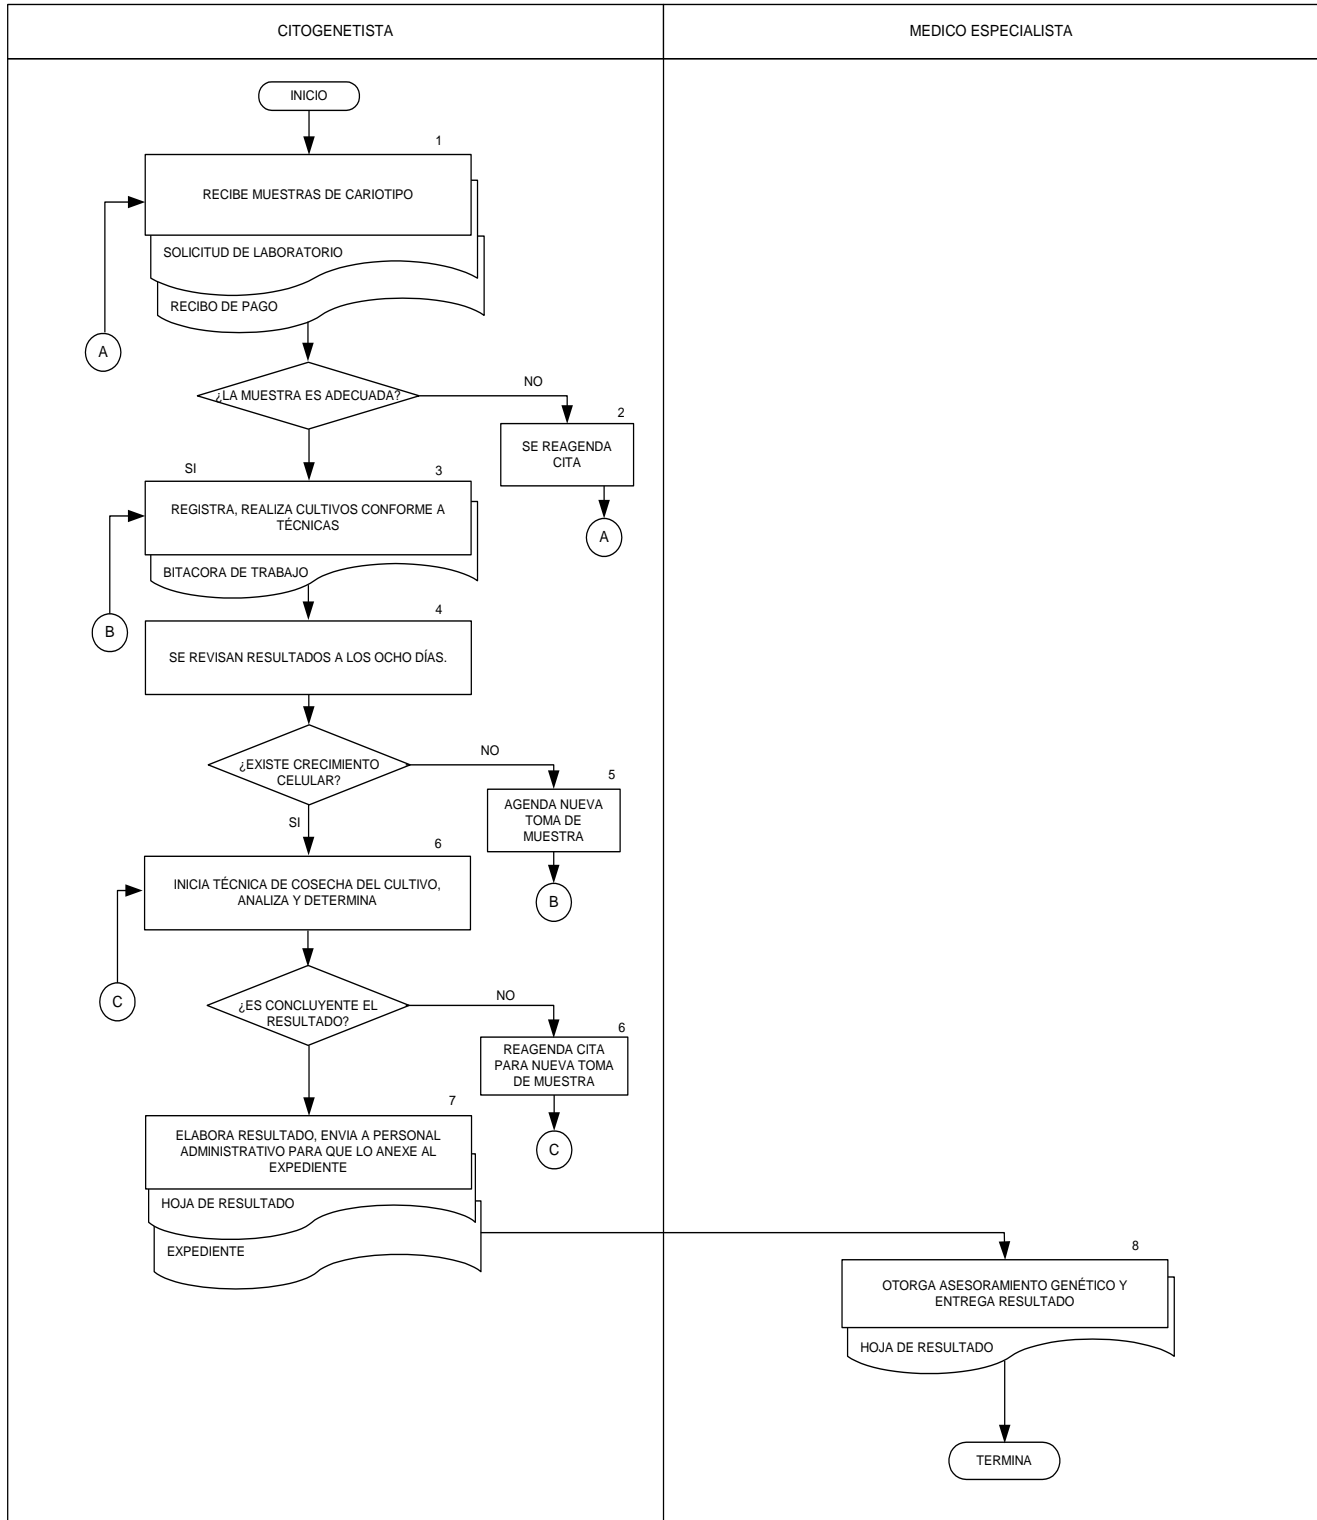 CITOGENETISTA
MEDICO ESPECIALISTA
INICIO
1
RECIBE MUESTRAS DE CARIOTIPO
SOLICITUD DE LABORATORIO
RECIBO DE PAGO
A
¿LA MUESTRA ES ADECUADA?
NO
2
SE REAGENDA
CITA
A
SI
3
REGISTRA, REALIZA CULTIVOS CONFORME A
TÉCNICAS
BITACORA DE TRABAJO
B
4
SE REVISAN RESULTADOS A LOS OCHO DÍAS.
¿EXISTE CRECIMIENTO
CELULAR?
NO
5
AGENDA NUEVA
TOMA DE
MUESTRA
B
SI
6
INICIA TÉCNICA DE COSECHA DEL CULTIVO,
ANALIZA Y DETERMINA
C
¿ES CONCLUYENTE EL
RESULTADO?
NO
6
REAGENDA CITA
PARA NUEVA TOMA
DE MUESTRA
C
7
ELABORA RESULTADO, ENVIA A PERSONAL
ADMINISTRATIVO PARA QUE LO ANEXE AL
EXPEDIENTE
HOJA DE RESULTADO
EXPEDIENTE
8
OTORGA ASESORAMIENTO GENÉTICO Y
ENTREGA RESULTADO
HOJA DE RESULTADO
TERMINA